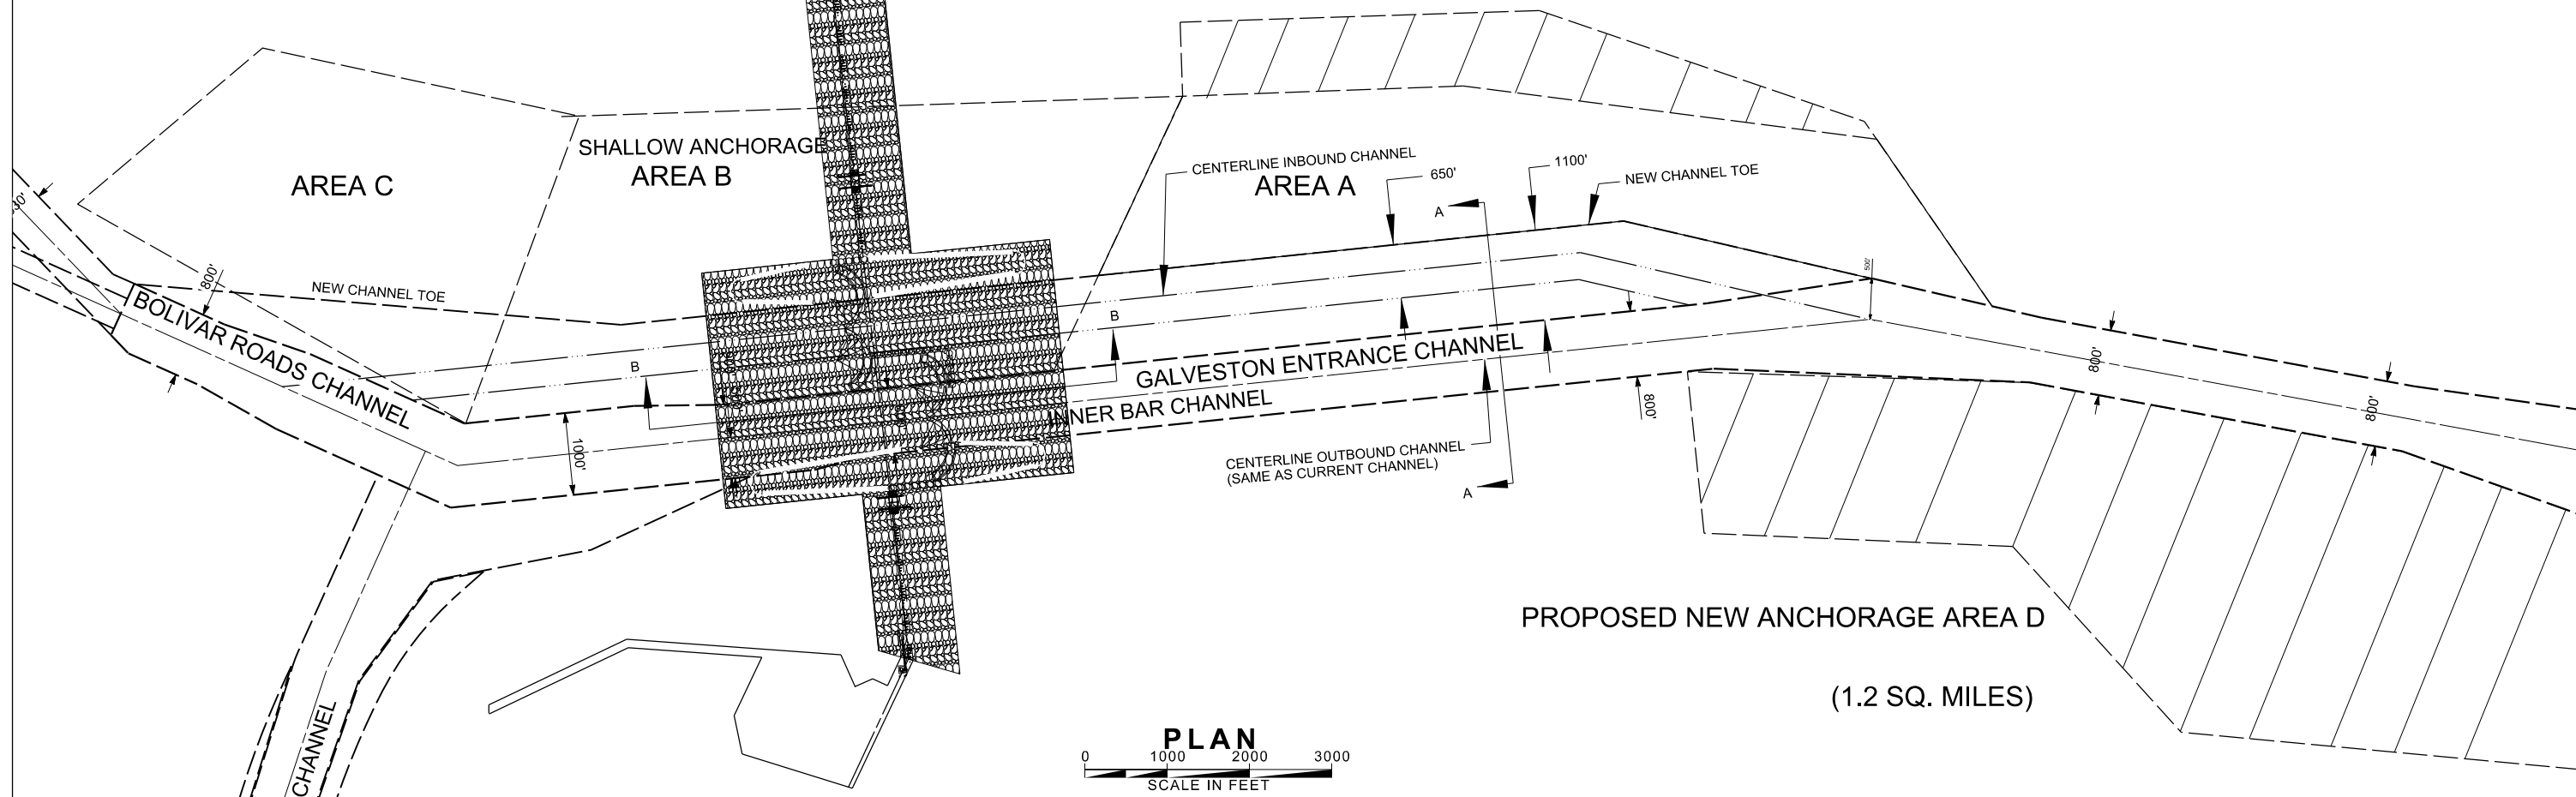 SHALLOW ANCHORAGE
AREA B
AREA C
CENTERLINE INBOUND CHANNEL
AREA A
650'
1100'
NEW CHANNEL TOE
A
800'
NEW CHANNEL TOE
BOLIVAR ROADS CHANNEL
B
B
500'
GALVESTON ENTRANCE CHANNEL
INNER BAR CHANNEL
800'
800'
800'
1000'
CENTERLINE OUTBOUND CHANNEL
(SAME AS CURRENT CHANNEL)
A
PROPOSED NEW ANCHORAGE AREA D
(1.2 SQ. MILES)
CHANNEL
PLAN
0 1000 2000 3000
SCALE IN FEET